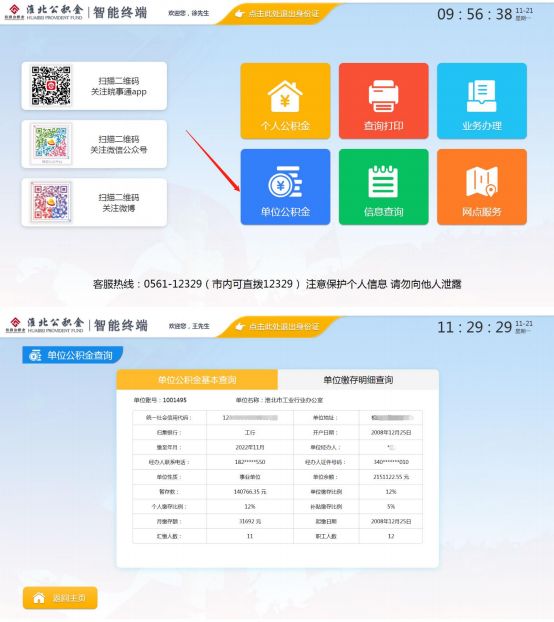 淮北公积金 智能终端
HUAIBEI PROVIDENT FUND
欢迎您，徐先生
点击此处退出身份证
09 : 56 : 38 11-21
星期一
扫描二维码
关注皖事通app
扫描二维码
关注微信公众号
扫描二维码
关注微博
个人公积金 查询打印 业务办理
单位公积金 信息查询 网点服务
客服热线：0561-12329（市内可直拨12329） 注意保护个人信息 请勿向他人泄露
淮北公积金 智能终端
HUAIBEI PROVIDENT FUND
欢迎您，王先生
点击此处退出身份证
11 : 29 : 29 11-21
星期一
单位公积金查询
单位公积金基本查询 单位缴存明细查询
单位账号：1001495 单位名称：淮北市工业行业办公室
统一社会信用代码： 12 单位地址：
归集银行： 工行 开户日期： 2008年12月25日
缴至年月： 2022年11月 单位经办人：
经办人联系电话： 182*****550 经办人证件号码： 340*******010
单位性质： 事业单位 单位余额： 2151122.55 元
暂存款： 140766.35 元 单位缴存比例 12%
个人缴存比例： 12% 补贴缴存比例 5%
月缴存额： 31692 元 起缴日期 2008年12月25日
汇缴人数： 11 职工人数 12
返回主页